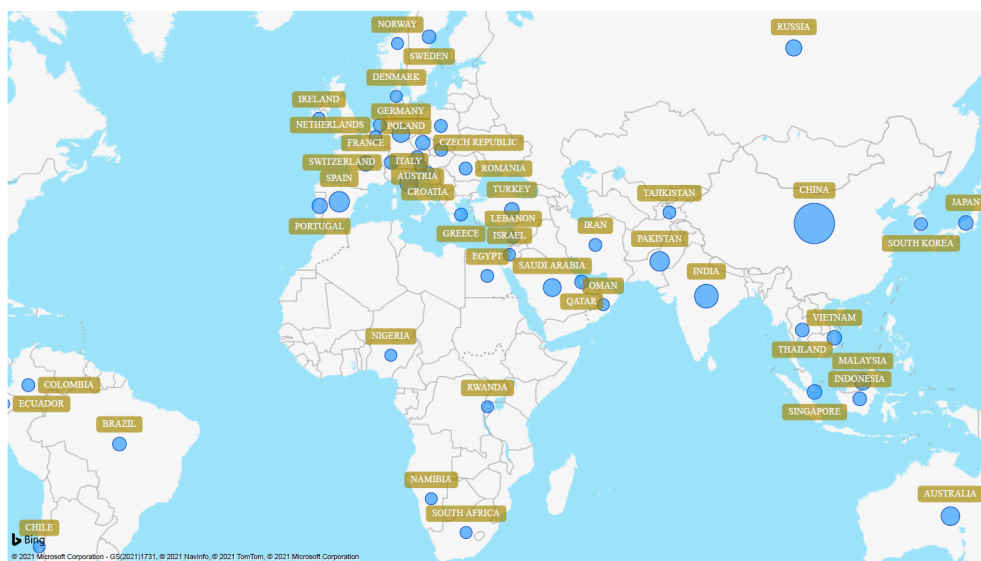 NORWAY
RUSSIA
SWEDEN
DENMARK
IRELAND
GERMANY
NETHERLANDS
POLAND
FRANCE
CZECH REPUBLIC
SWITZERLAND
ITALY
ROMANIA
SPAIN
AUSTRIA
CROATIA
TURKEY
TAJIKISTAN
CHINA
JAPAN
PORTUGAL
LEBANON
GREECE
ISRAEL
IRAN
PAKISTAN
SOUTH KOREA
EGYPT
SAUDI ARABIA
INDIA
OMAN
QATAR
NIGERIA
VIETNAM
THAILAND
MALAYSIA
COLOMBIA
RWANDA
INDONESIA
ECUADOR
SINGAPORE
BRAZIL
NAMIBIA
AUSTRALIA
SOUTH AFRICA
CHILE
Bing
© 2021 Microsoft Corporation - GS(2021)1731, © 2021 NavInfo, © 2021 TomTom, © 2021 Microsoft Corporation